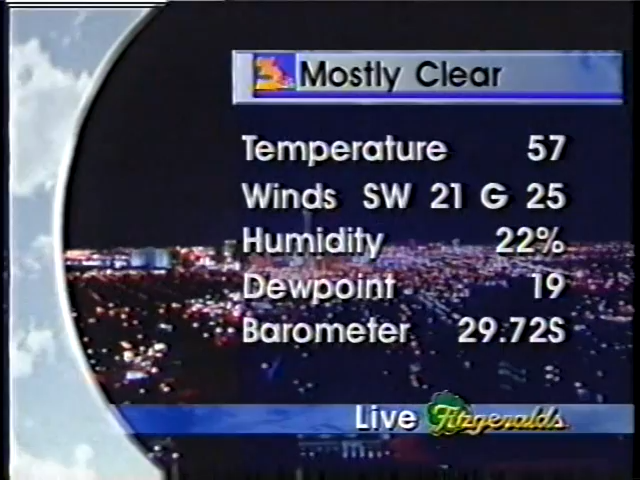 Mostly Clear
Temperature 57
Winds SW 21 G 25
Humidity 22%
Dewpoint 19
Barometer 29.72S
Live Fitzgeralds